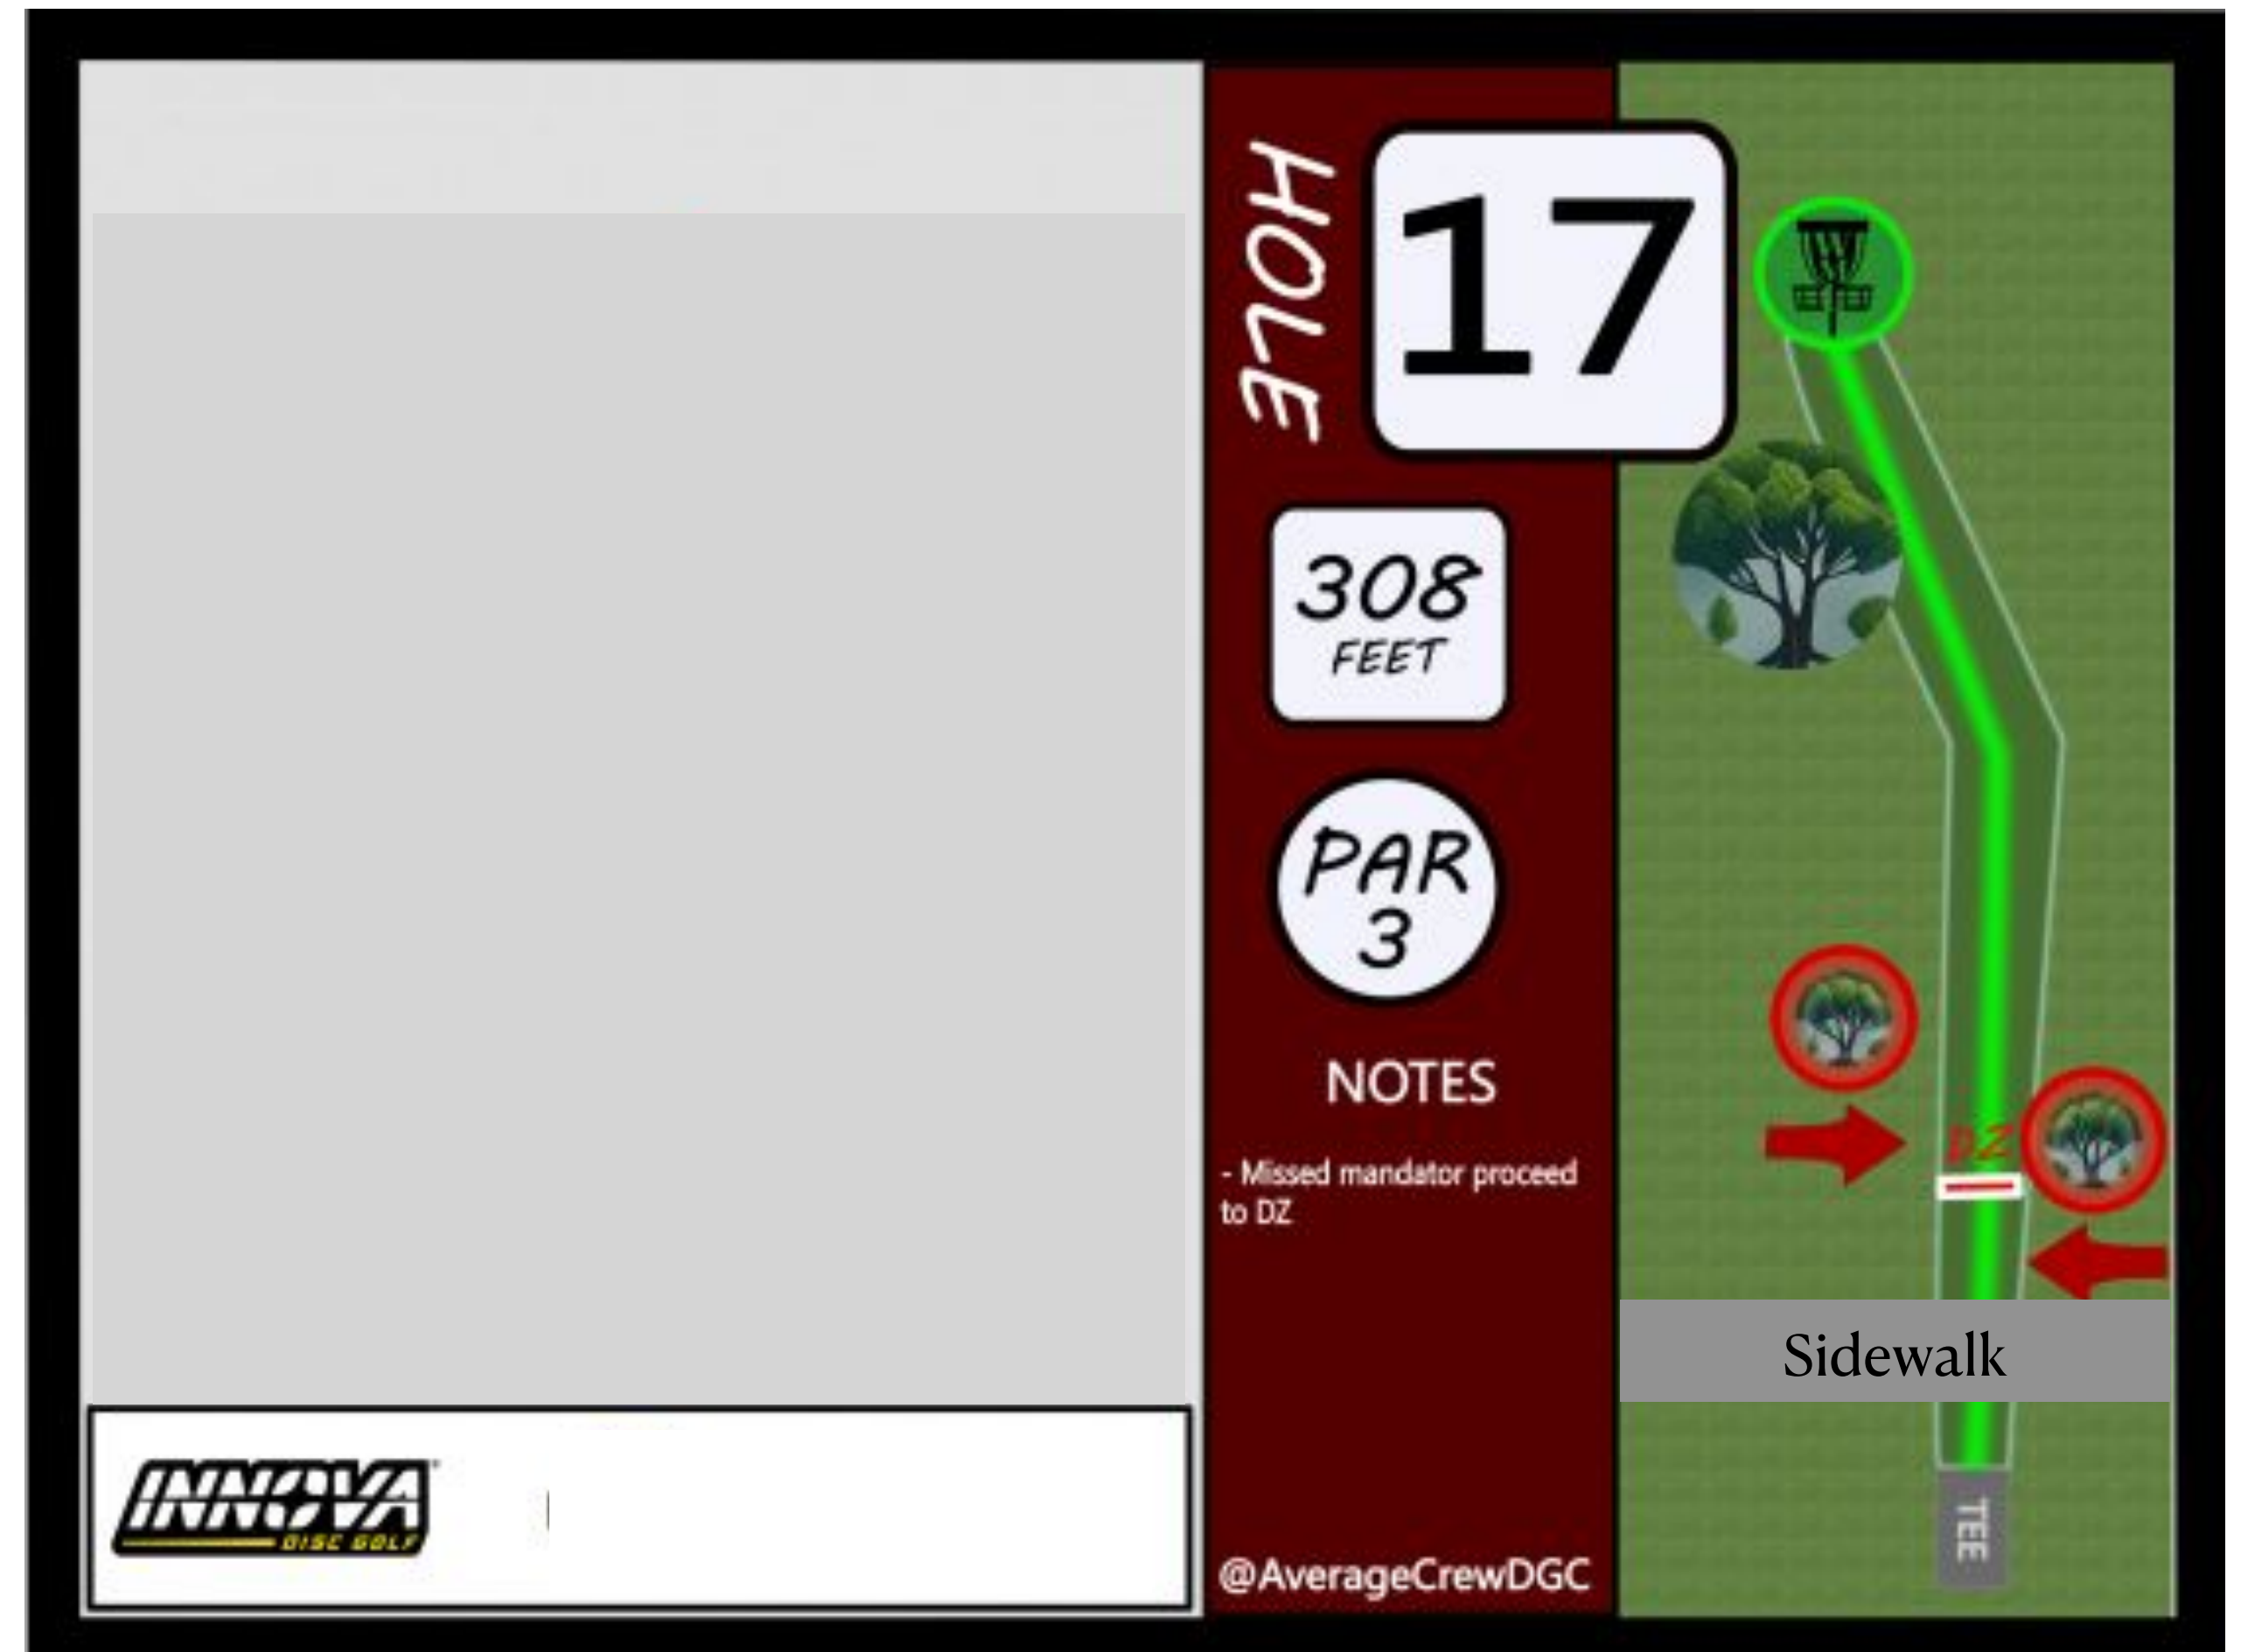 HOLE
17
308
FEET
PAR
3
NOTES
- Missed mandator proceed
to DZ
@AverageCrewDGC
DZ
Sidewalk
TEE
INNOVA
DISC GOLF